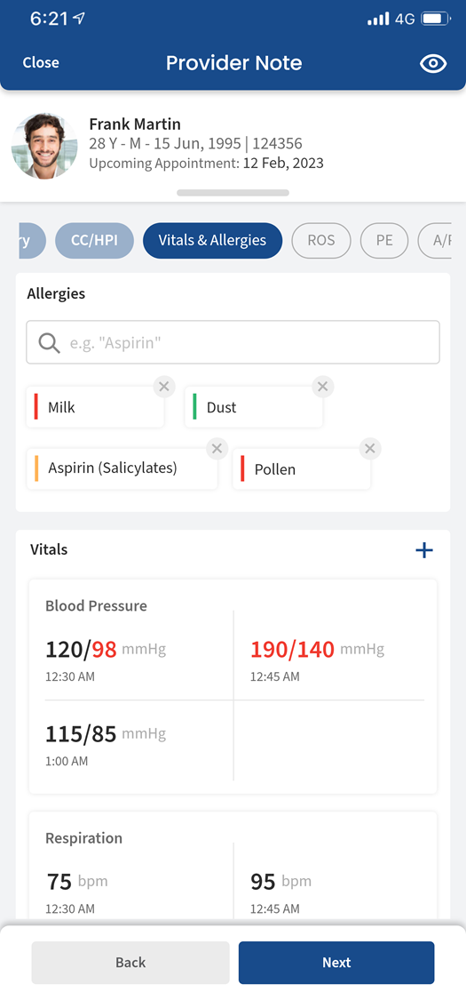 6:21 4G
Close Provider Note
Frank Martin
28 Y - M - 15 Jun, 1995 | 124356
Upcoming Appointment: 12 Feb, 2023
ry CC/HPI Vitals & Allergies ROS PE A/P
Allergies
e.g. "Aspirin"
Milk Dust
Aspirin (Salicylates) Pollen
Vitals
Blood Pressure
120/98 mmHg 190/140 mmHg
12:30 AM 12:45 AM
115/85 mmHg
1:00 AM
Respiration
75 bpm 95 bpm
12:30 AM 12:45 AM
Back Next